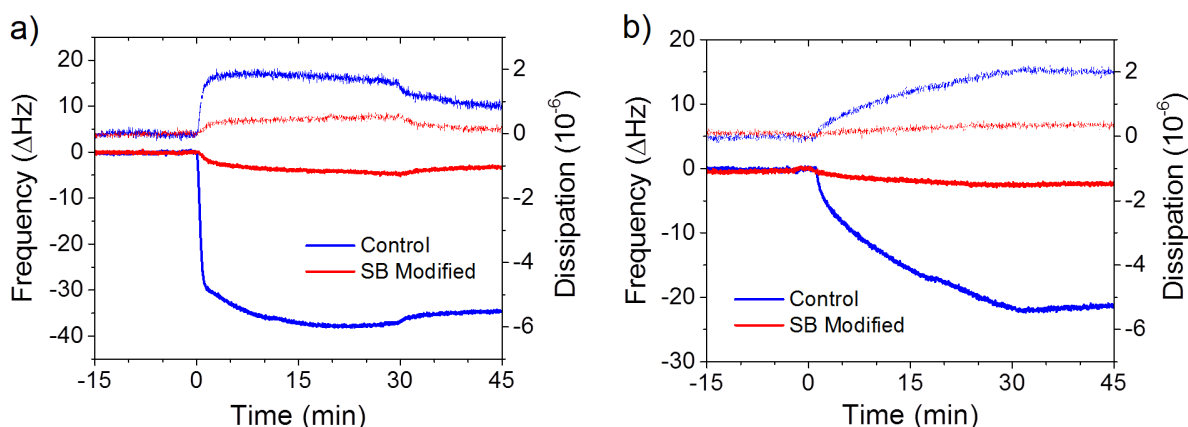 a)
20
10
0
-10
-20
-30
-40
Frequency (ΔHz)
2
0
-2
-4
-6
Dissipation (10-6)
Control
SB Modified
-15 0 15 30 45
Time (min)
b)
20
10
0
-10
-20
-30
Frequency (ΔHz)
2
0
-2
-4
-6
Dissipation (10-6)
Control
SB Modified
-15 0 15 30 45
Time (min)